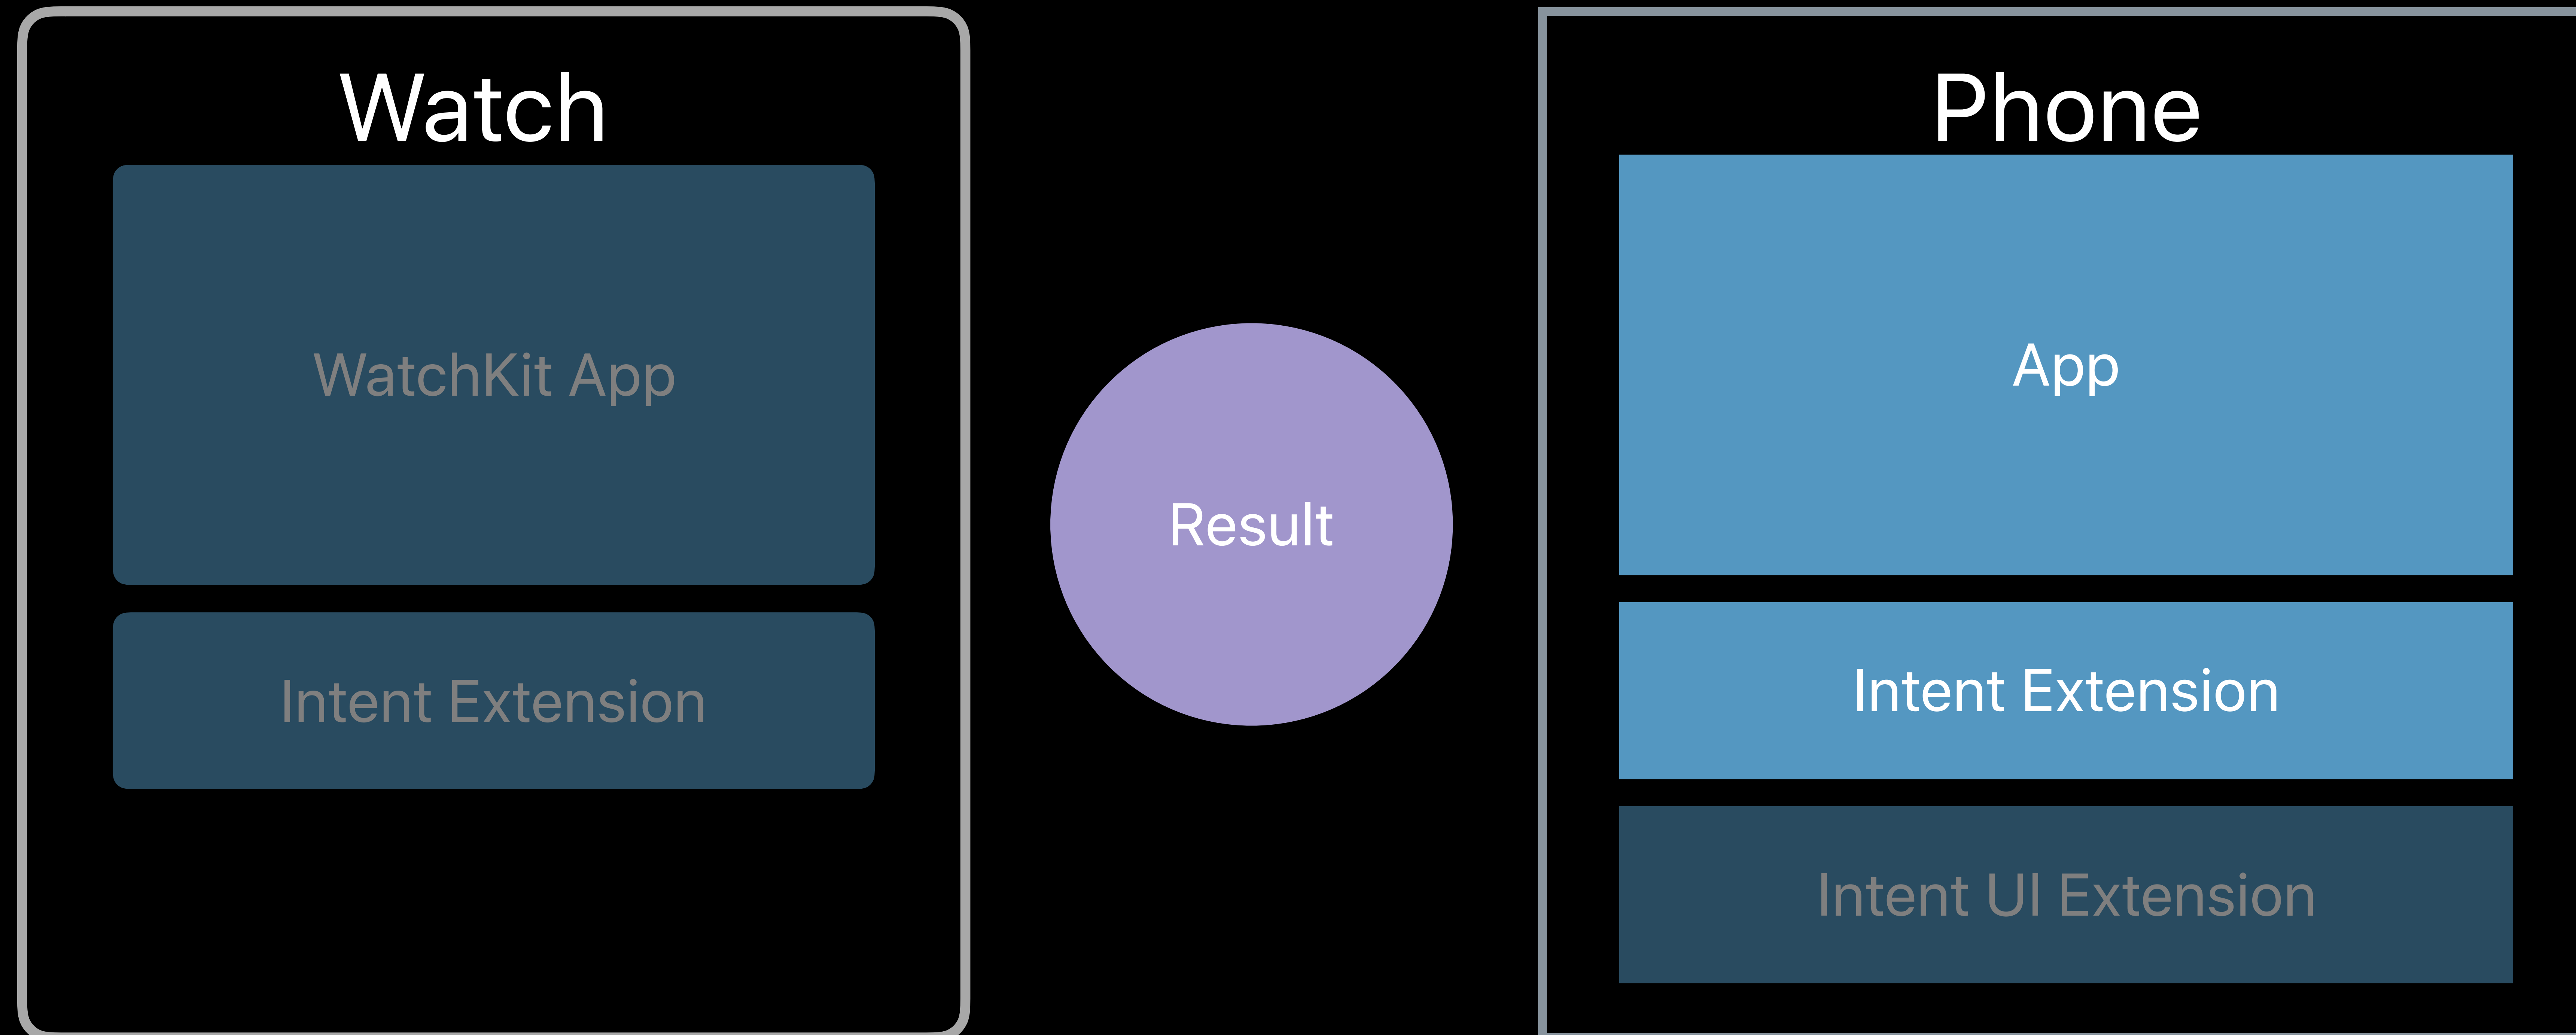 Watch
WatchKit App
Intent Extension
Result
Phone
App
Intent Extension
Intent UI Extension